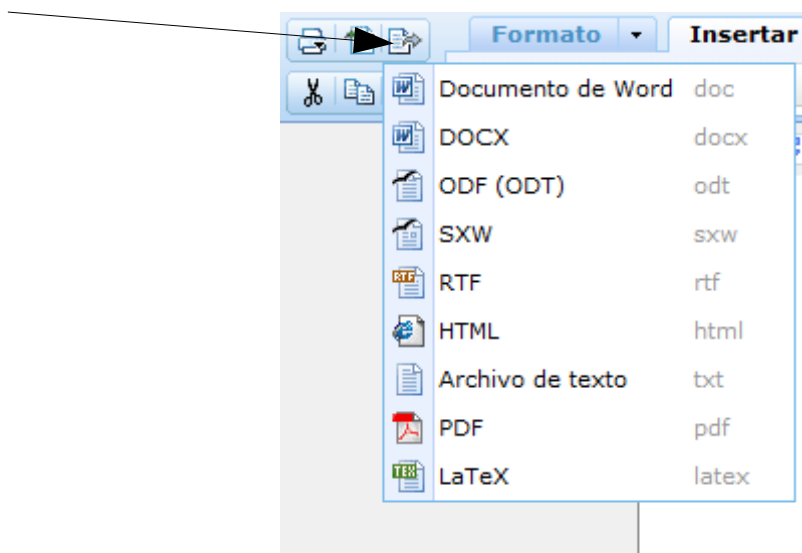 Formato Insertar
Documento de Word doc
DOCX docx
ODF (ODT) odt
SXW sxw
RTF rtf
HTML html
Archivo de texto txt
PDF pdf
LaTeX latex